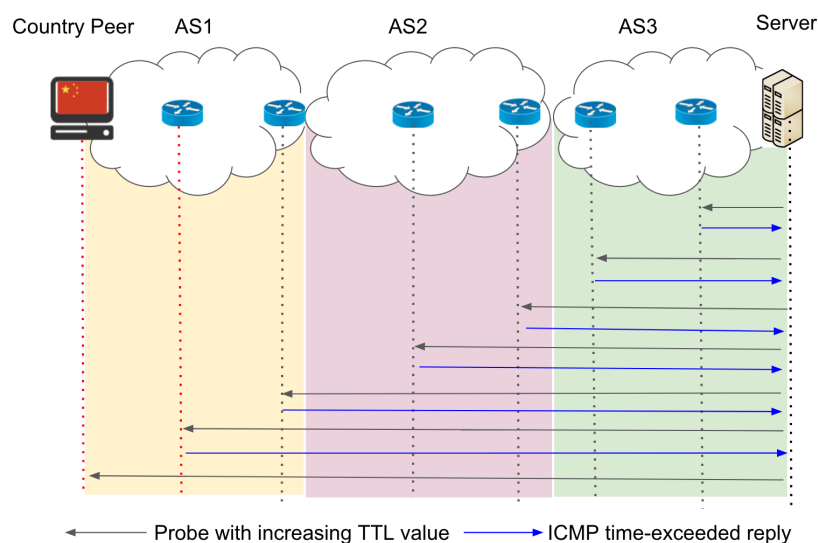 Country Peer
AS1
AS2
AS3
Server
Probe with increasing TTL value
ICMP time-exceeded reply